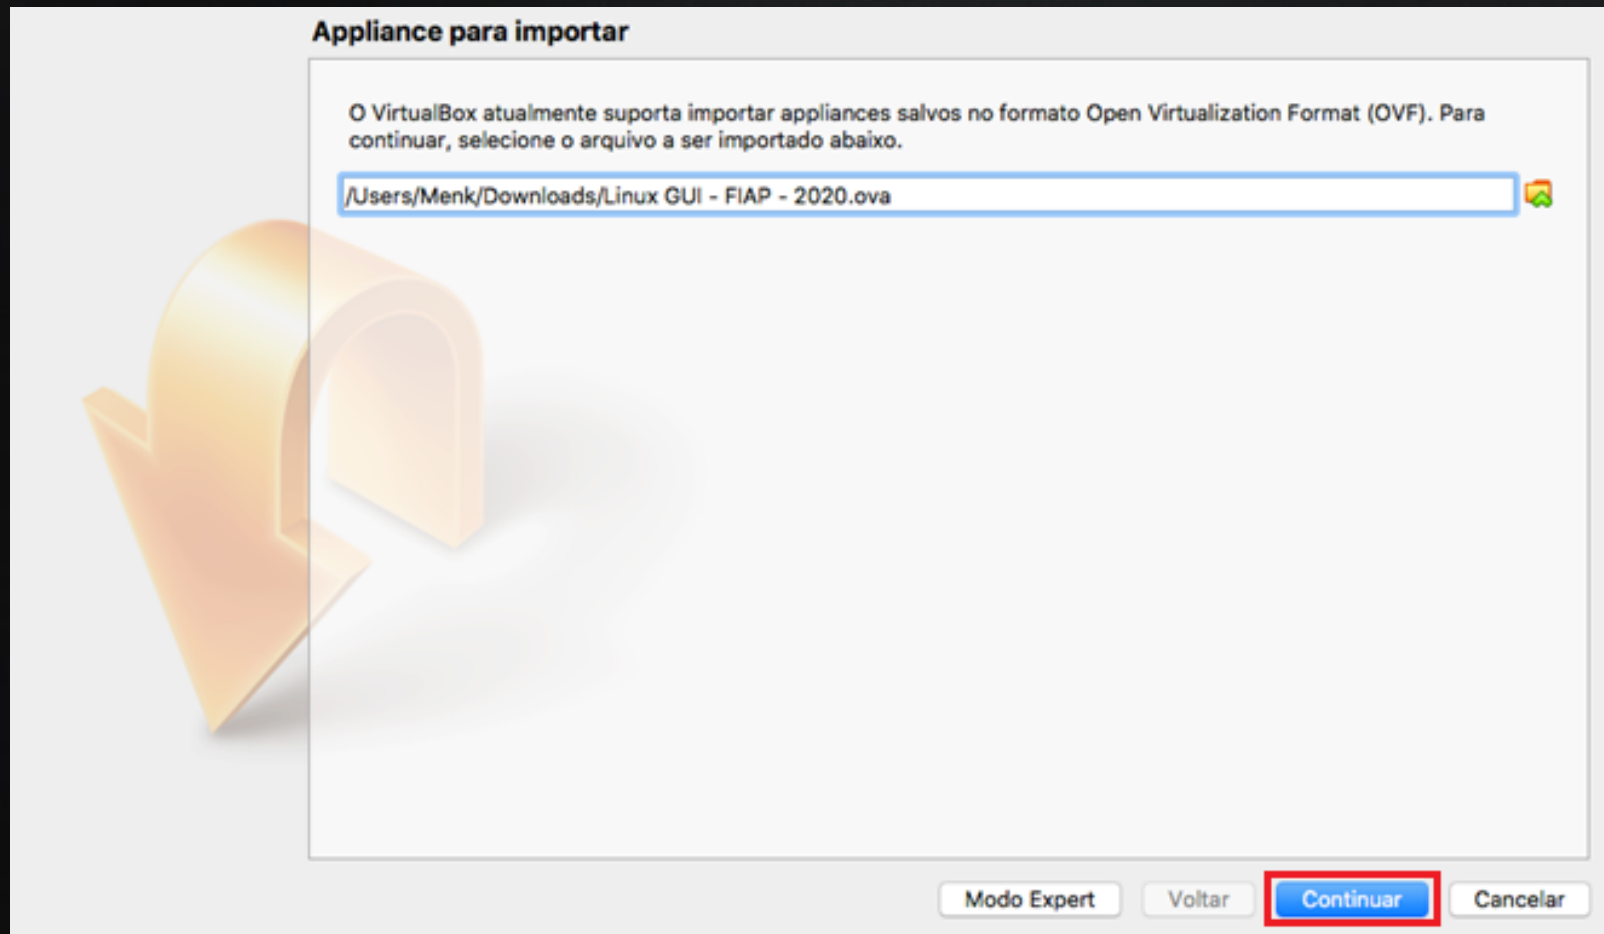 Appliance para importar
O VirtualBox atualmente suporta importar appliances salvos no formato Open Virtualization Format (OVF). Para
continuar, selecione o arquivo a ser importado abaixo.
/Users/Menk/Downloads/Linux GUI - FIAP - 2020.ova
Modo Expert Voltar Continuar Cancelar